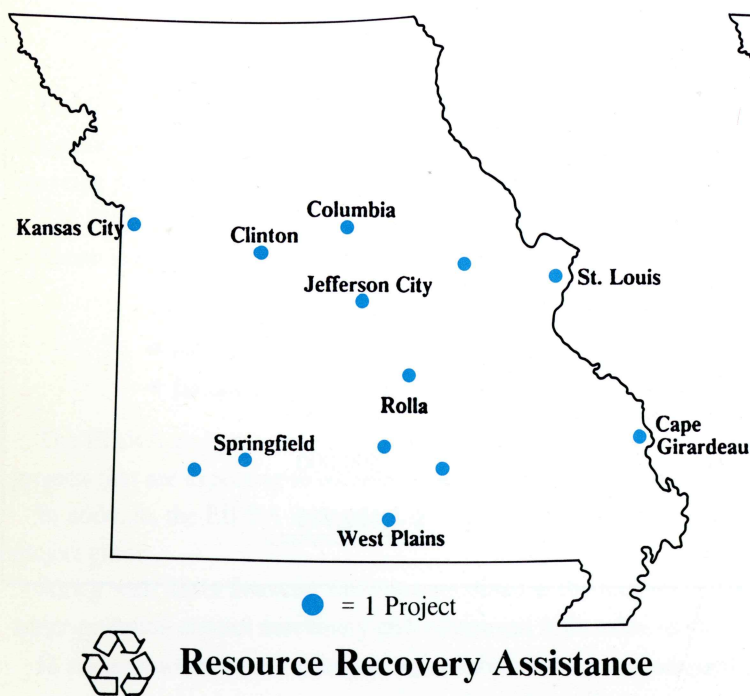 Columbia
Kansas City
Clinton
Jefferson City
St. Louis
Rolla
Cape
Girardeau
Springfield
West Plains
= 1 Project
Resource Recovery Assistance